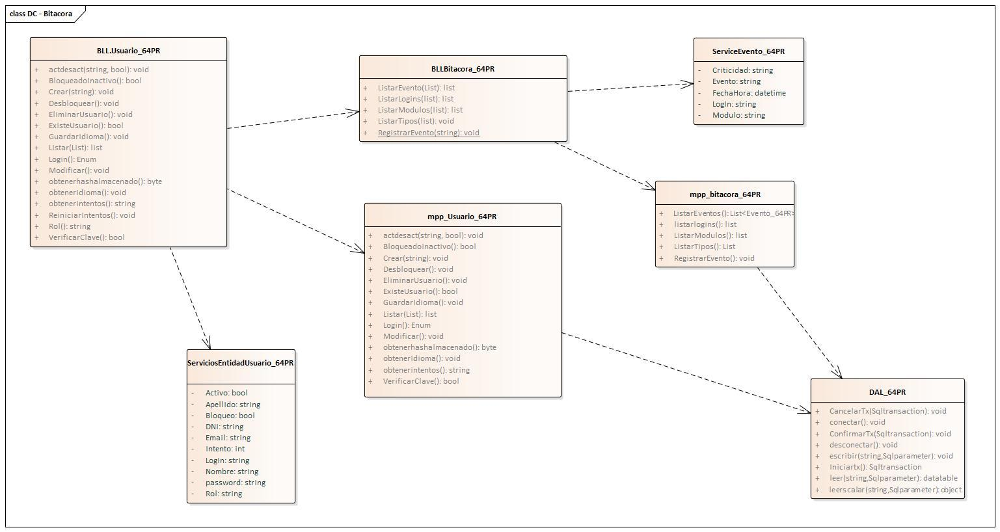 class DC - Bitacora
BLL.Usuario_64PR
+ actdesact(string, bool): void
+ BloqueadoInactivo(): bool
+ Crear(string): void
+ Desbloquear(): void
+ EliminarUsuario(): void
+ ExisteUsuario(): bool
+ GuardarIdioma(): void
+ Listar(List): list
+ Login(): Enum
+ Modificar(): void
+ obtenerhashalmacenado(): byte
+ obtenerIdioma(): void
+ obtenerintentos(): string
+ ReiniciarIntentos(): void
+ Rol(): string
+ VerificarClave(): bool
BLLBitacora_64PR
+ ListarEvento(List): list
+ ListarLogins(list): list
+ ListarModulos(list): list
+ ListarTipos(list): void
+ RegistrarEvento(string): void
ServiceEvento_64PR
- Criticidad: string
- Evento: string
- FechaHora: datetime
- LogIn: string
- Modulo: string
mpp_bitacora_64PR
+ ListarEventos(): List<Evento_64PR>
+ listarlogins(): list
+ ListarModulos(): list
+ ListarTipos(): List
+ RegistrarEvento(): void
mpp_Usuario_64PR
+ actdesact(string, bool): void
+ BloqueadoInactivo(): bool
+ Crear(string): void
+ Desbloquear(): void
+ EliminarUsuario(): void
+ ExisteUsuario(): bool
+ GuardarIdioma(): void
+ Listar(List): list
+ Login(): Enum
+ Modificar(): void
+ obtenerhashalmacenado(): byte
+ obtenerIdioma(): void
+ obtenerintentos(): string
+ VerificarClave(): bool
ServiciosEntidadUsuario_64PR
- Activo: bool
- Apellido: string
- Bloqueo: bool
- DNI: string
- Email: string
- Intento: int
- LogIn: string
- Nombre: string
- password: string
- Rol: string
DAL_64PR
+ CancelarTx(Sqltransaction): void
+ conectar(): void
+ ConfirmarTx(Sqltransaction): void
+ desconectar(): void
+ escribir(string,Sqlparameter): void
+ Iniciartx(): Sqltransaction
+ leer(string,Sqlparameter): datatable
+ leerscalar(string,Sqlparameter): object